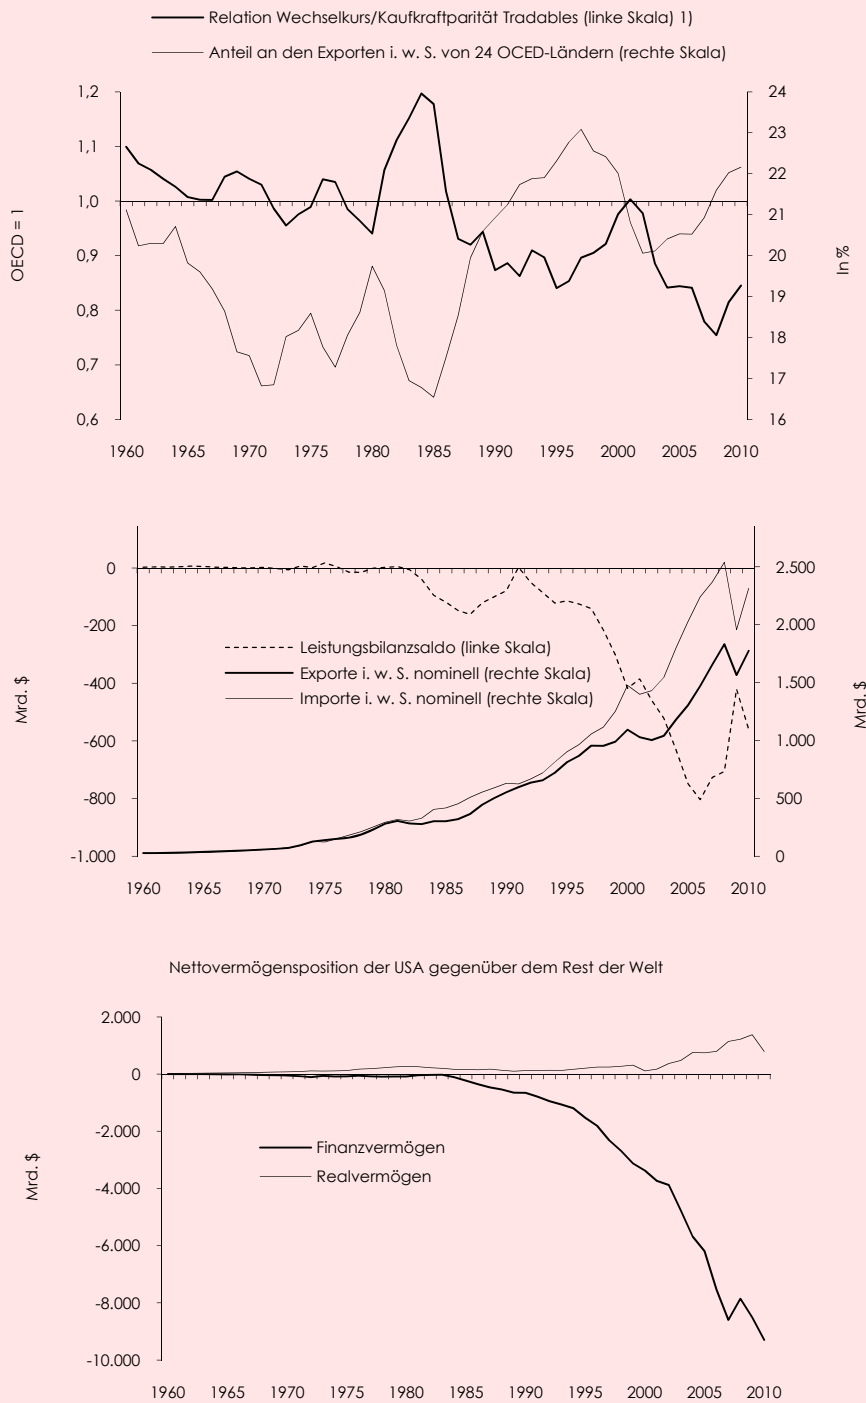 Relation Wechselkurs/Kaufkraftparität Tradables (linke Skala) 1)
Anteil an den Exporten i. w. S. von 24 OCED-Ländern (rechte Skala)
1,2
1,1
1,0
0,9
0,8
0,7
0,6
OECD = 1
24
23
22
21
20
19
18
17
16
In %
1960 1965 1970 1975 1980 1985 1990 1995 2000 2005 2010
0
-200
-400
-600
-800
-1.000
Mrd. $
Leistungsbilanzsaldo (linke Skala)
Exporte i. w. S. nominell (rechte Skala)
Importe i. w. S. nominell (rechte Skala)
2.500
2.000
1.500
1.000
500
0
Mrd. $
1960 1965 1970 1975 1980 1985 1990 1995 2000 2005 2010
Nettovermögensposition der USA gegenüber dem Rest der Welt
2.000
0
-2.000
-4.000
-6.000
-8.000
-10.000
Mrd. $
Finanzvermögen
Realvermögen
1960 1965 1970 1975 1980 1985 1990 1995 2000 2005 2010